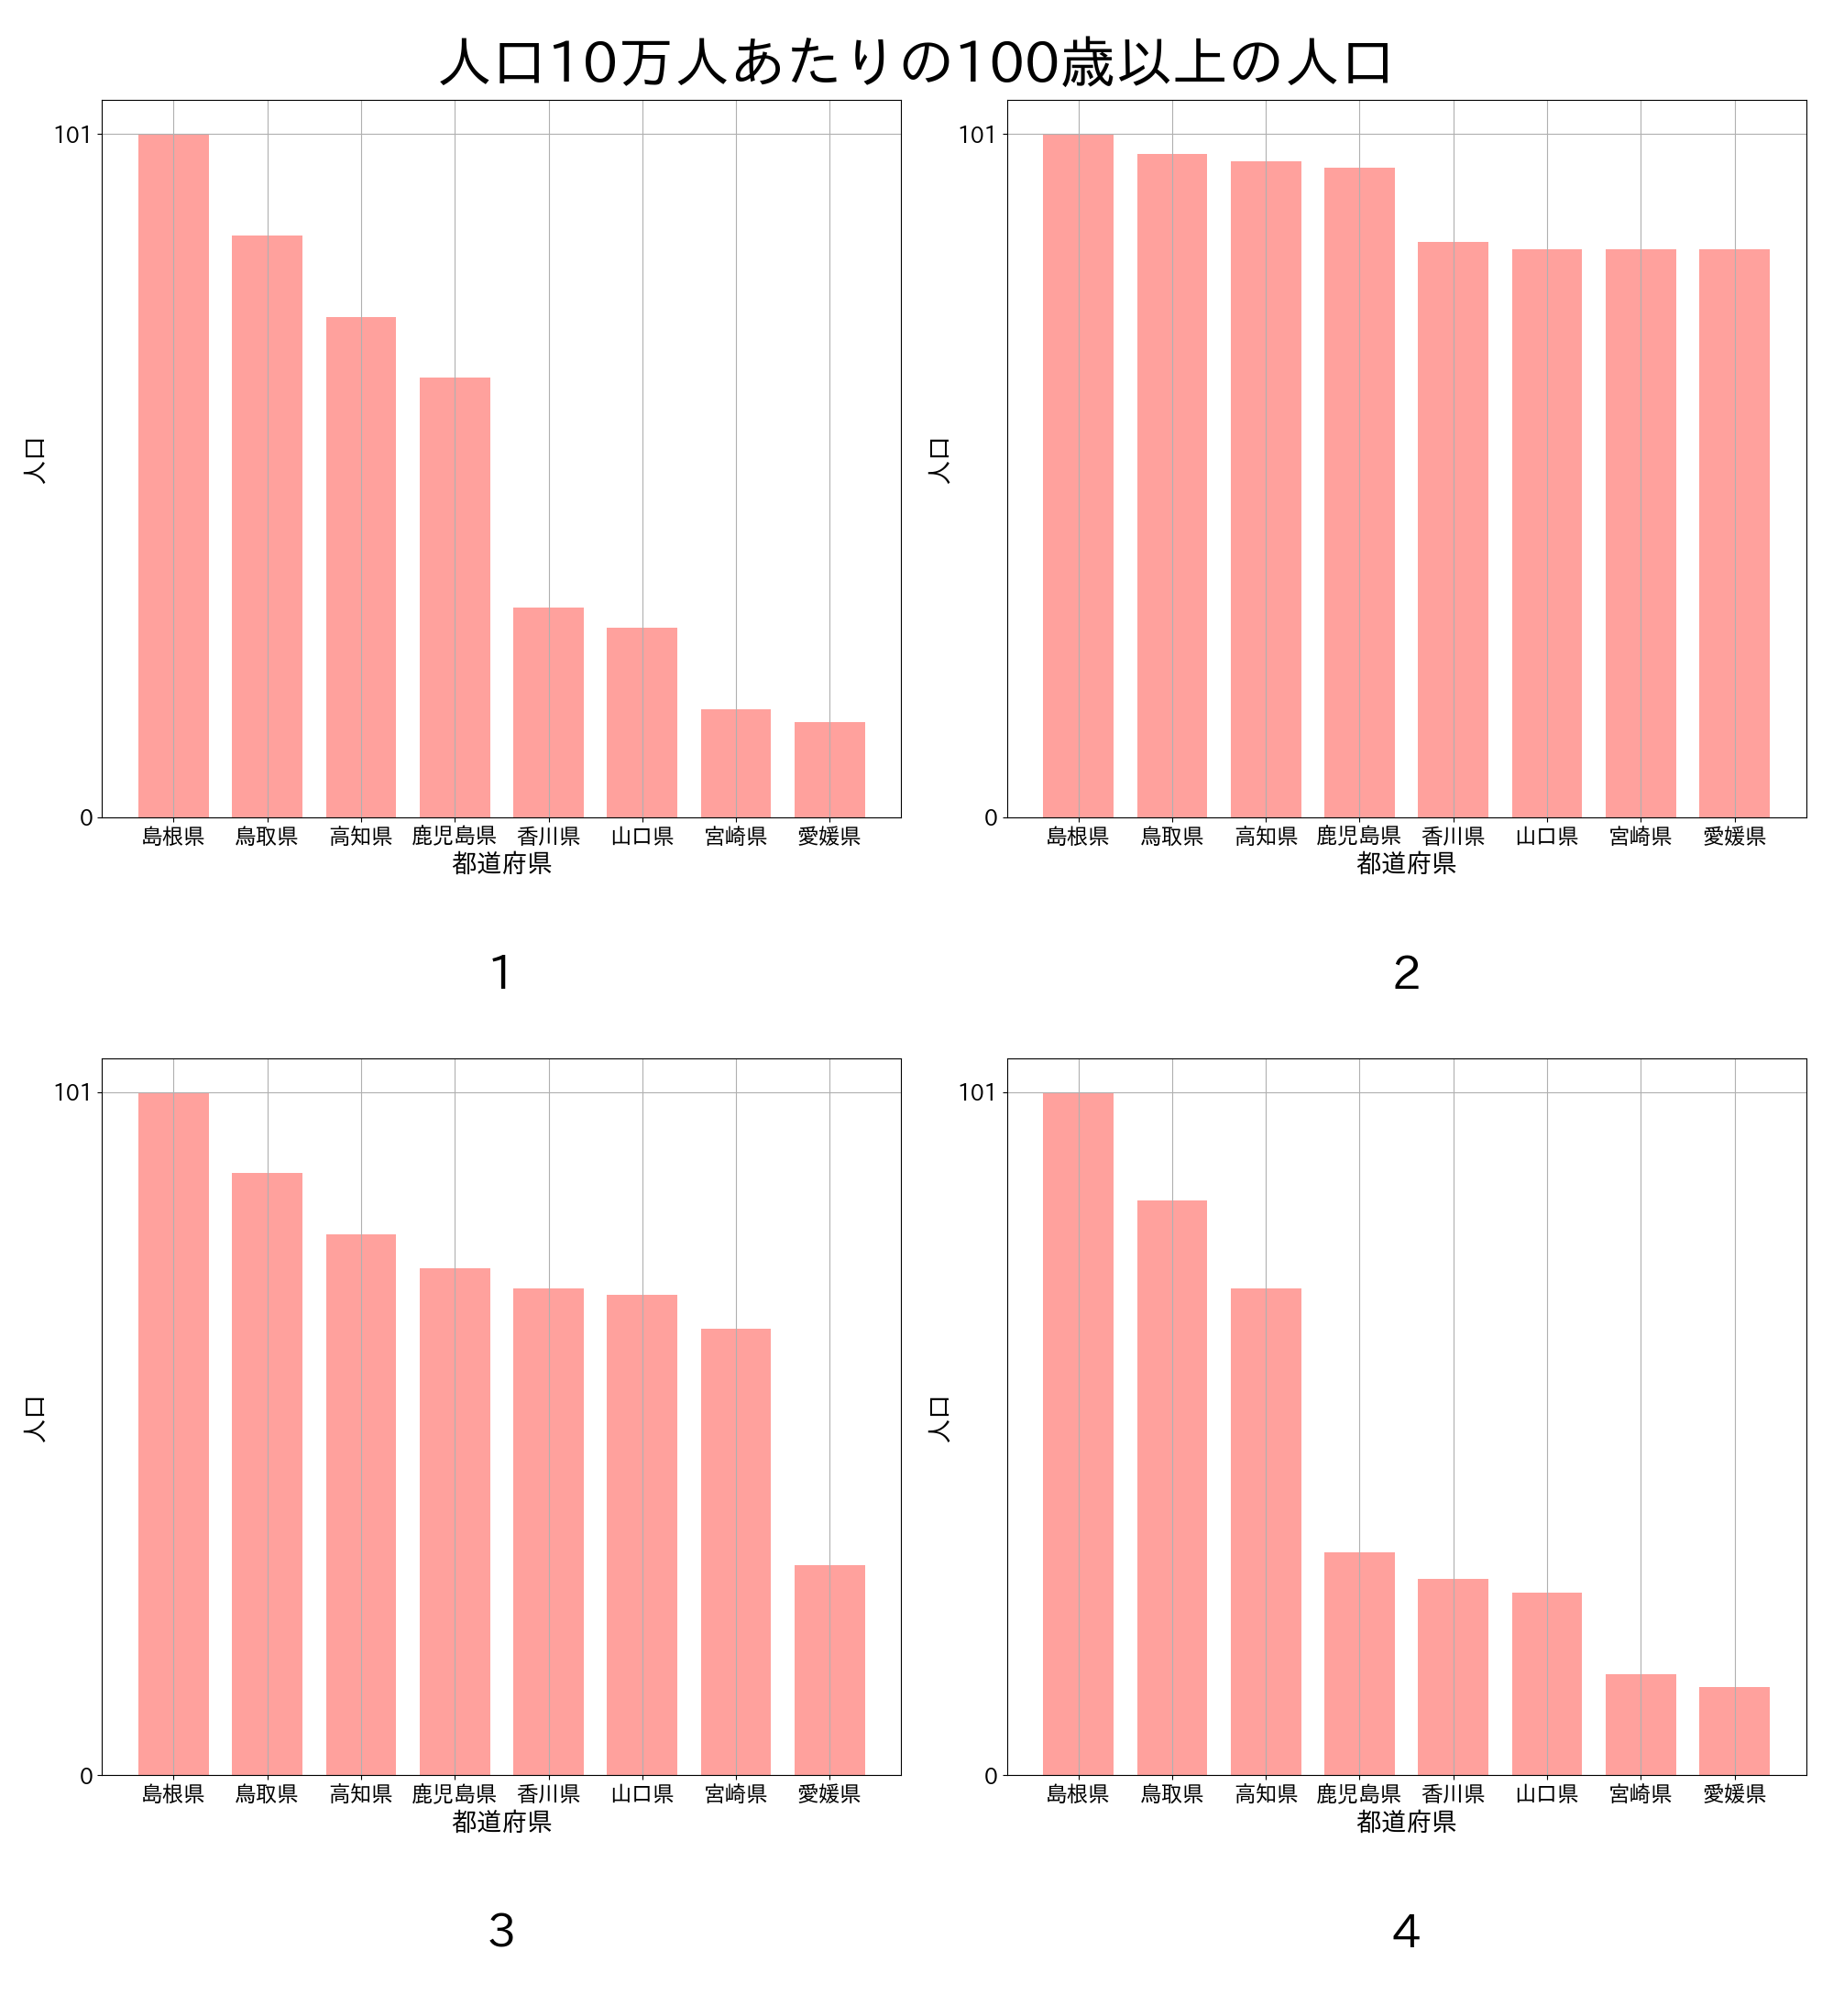 人口10万人あたりの100歳以上の人口
101
人口
0
島根県 鳥取県 高知県 鹿児島県 香川県 山口県 宮崎県 愛媛県
都道府県
1
101
人口
0
島根県 鳥取県 高知県 鹿児島県 香川県 山口県 宮崎県 愛媛県
都道府県
2
101
人口
0
島根県 鳥取県 高知県 鹿児島県 香川県 山口県 宮崎県 愛媛県
都道府県
3
101
人口
0
島根県 鳥取県 高知県 鹿児島県 香川県 山口県 宮崎県 愛媛県
都道府県
4